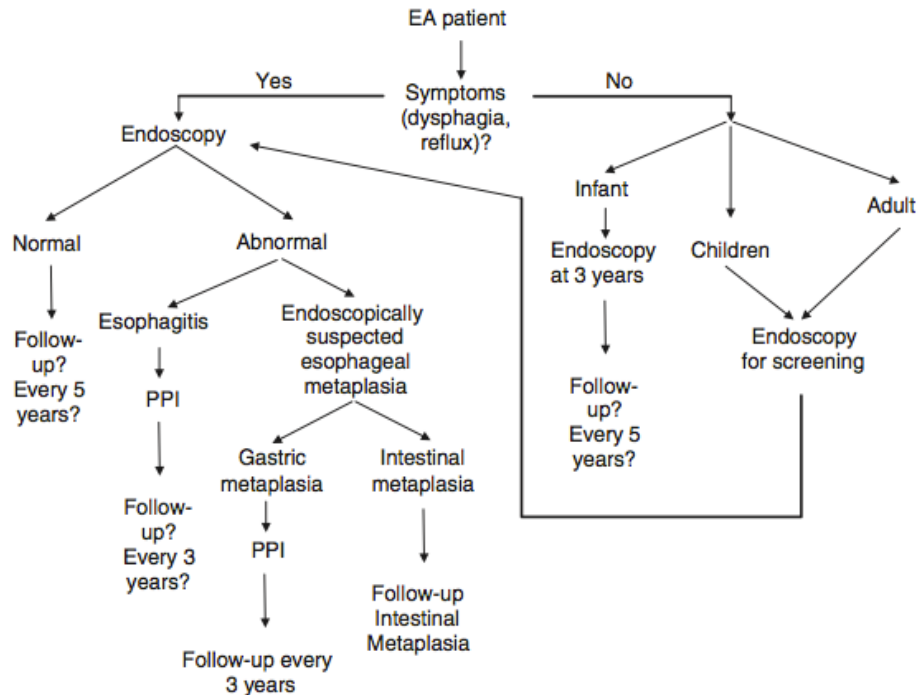 EA patient
Yes
No
Symptoms
(dysphagia,
reflux)?
Endoscopy
Infant
Adult
Normal
Abnormal
Endoscopy
at 3 years
Children
Esophagitis
Endoscopically
suspected
esophageal
metaplasia
Endoscopy
for screening
Follow-
up?
Every 5
years?
PPI
Follow-
up?
Every 5
years?
Gastric
metaplasia
Intestinal
metaplasia
Follow-
up?
Every 3
years?
PPI
Follow-up
Intestinal
Metaplasia
Follow-up every
3 years